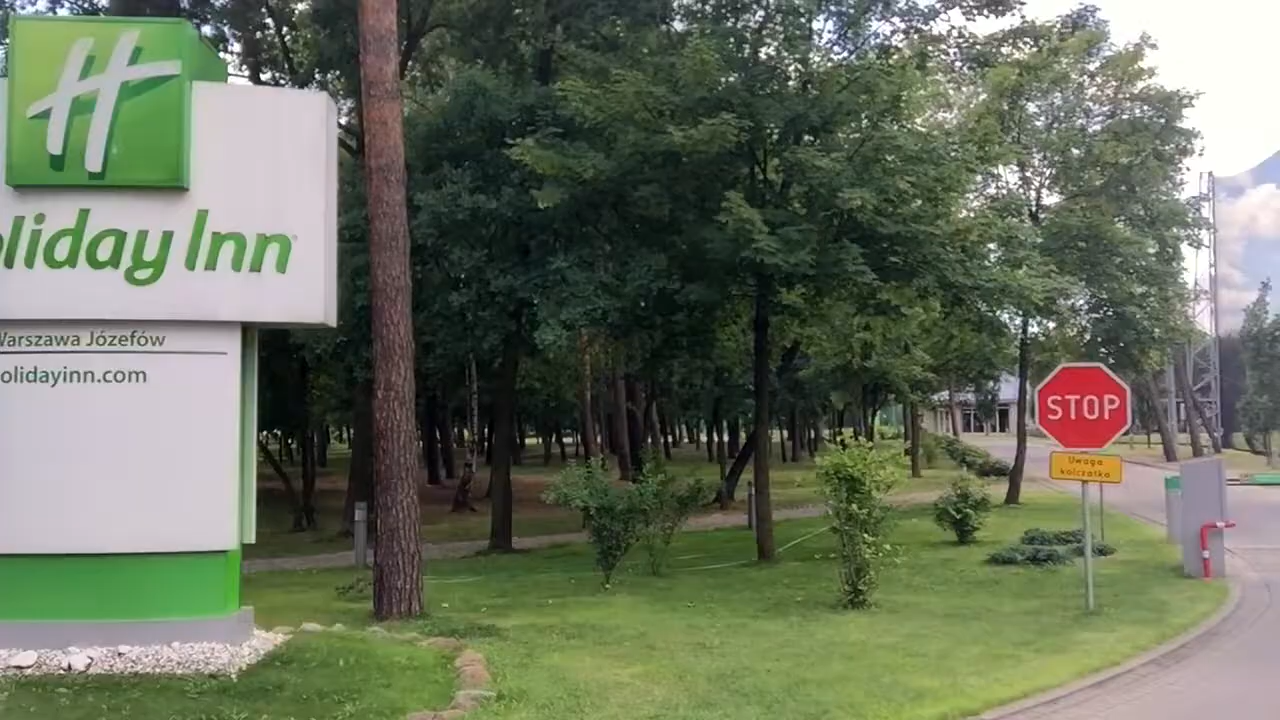 H
oliday Inn
Warszawa Józefów
olidayinn.com
STOP
Uwaga
kolczatka